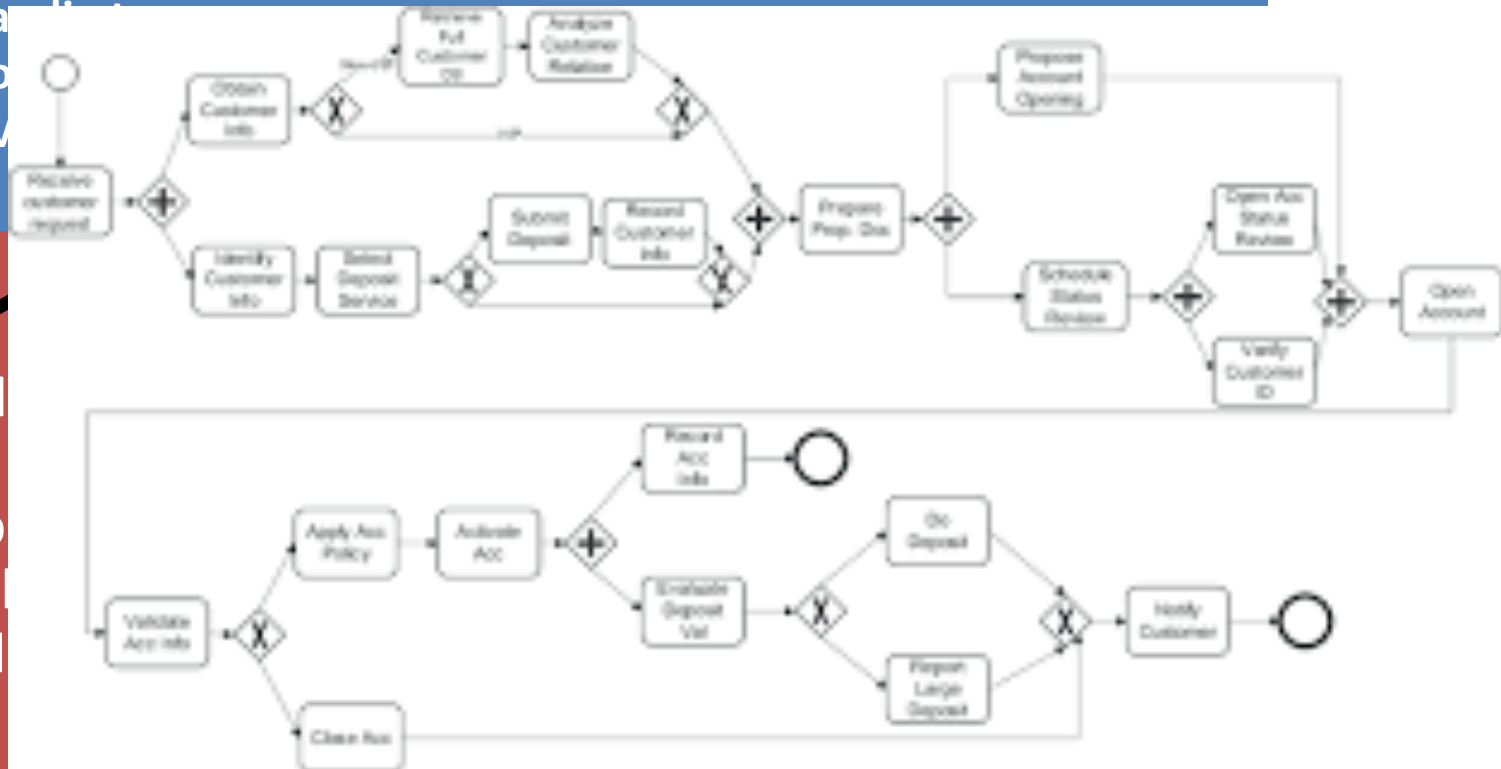 Retrieve
Full
Customer
Analyze
Customer
Relation
Obtain
Customer
Info
Receive
customer
request
Identify
Customer
Info
Select
Deposit
Service
Submit
Deposit
Record
Customer
Info
Prepare
Prop. Doc
Propose
Account
Opening
Schedule
Status
Review
Open Acc
Status
Review
Verify
Customer
ID
Open
Account
Validate
Acc Info
Apply Acc
Policy
Activate
Acc
Record
Acc
Info
Evaluate
Deposit
Val
Do
Deposit
Report
Large
Deposit
Notify
Customer
Close Acc